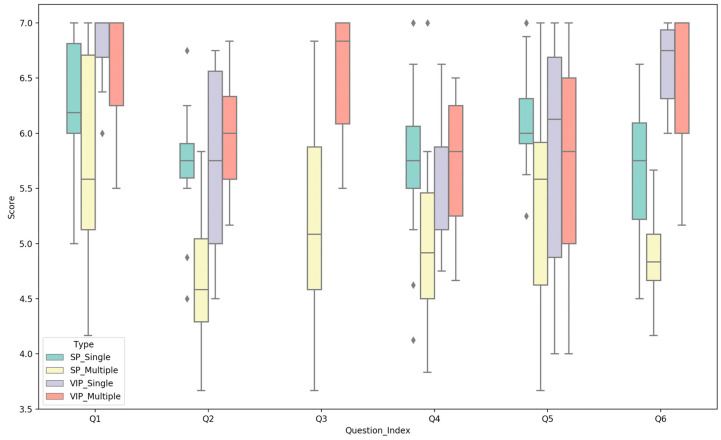 7.0
6.5
6.0
5.5
5.0
4.5
4.0
3.5
Score
Type
SP_Single
SP_Multiple
VIP_Single
VIP_Multiple
Q1 Q2 Q3 Q4 Q5 Q6
Question_Index